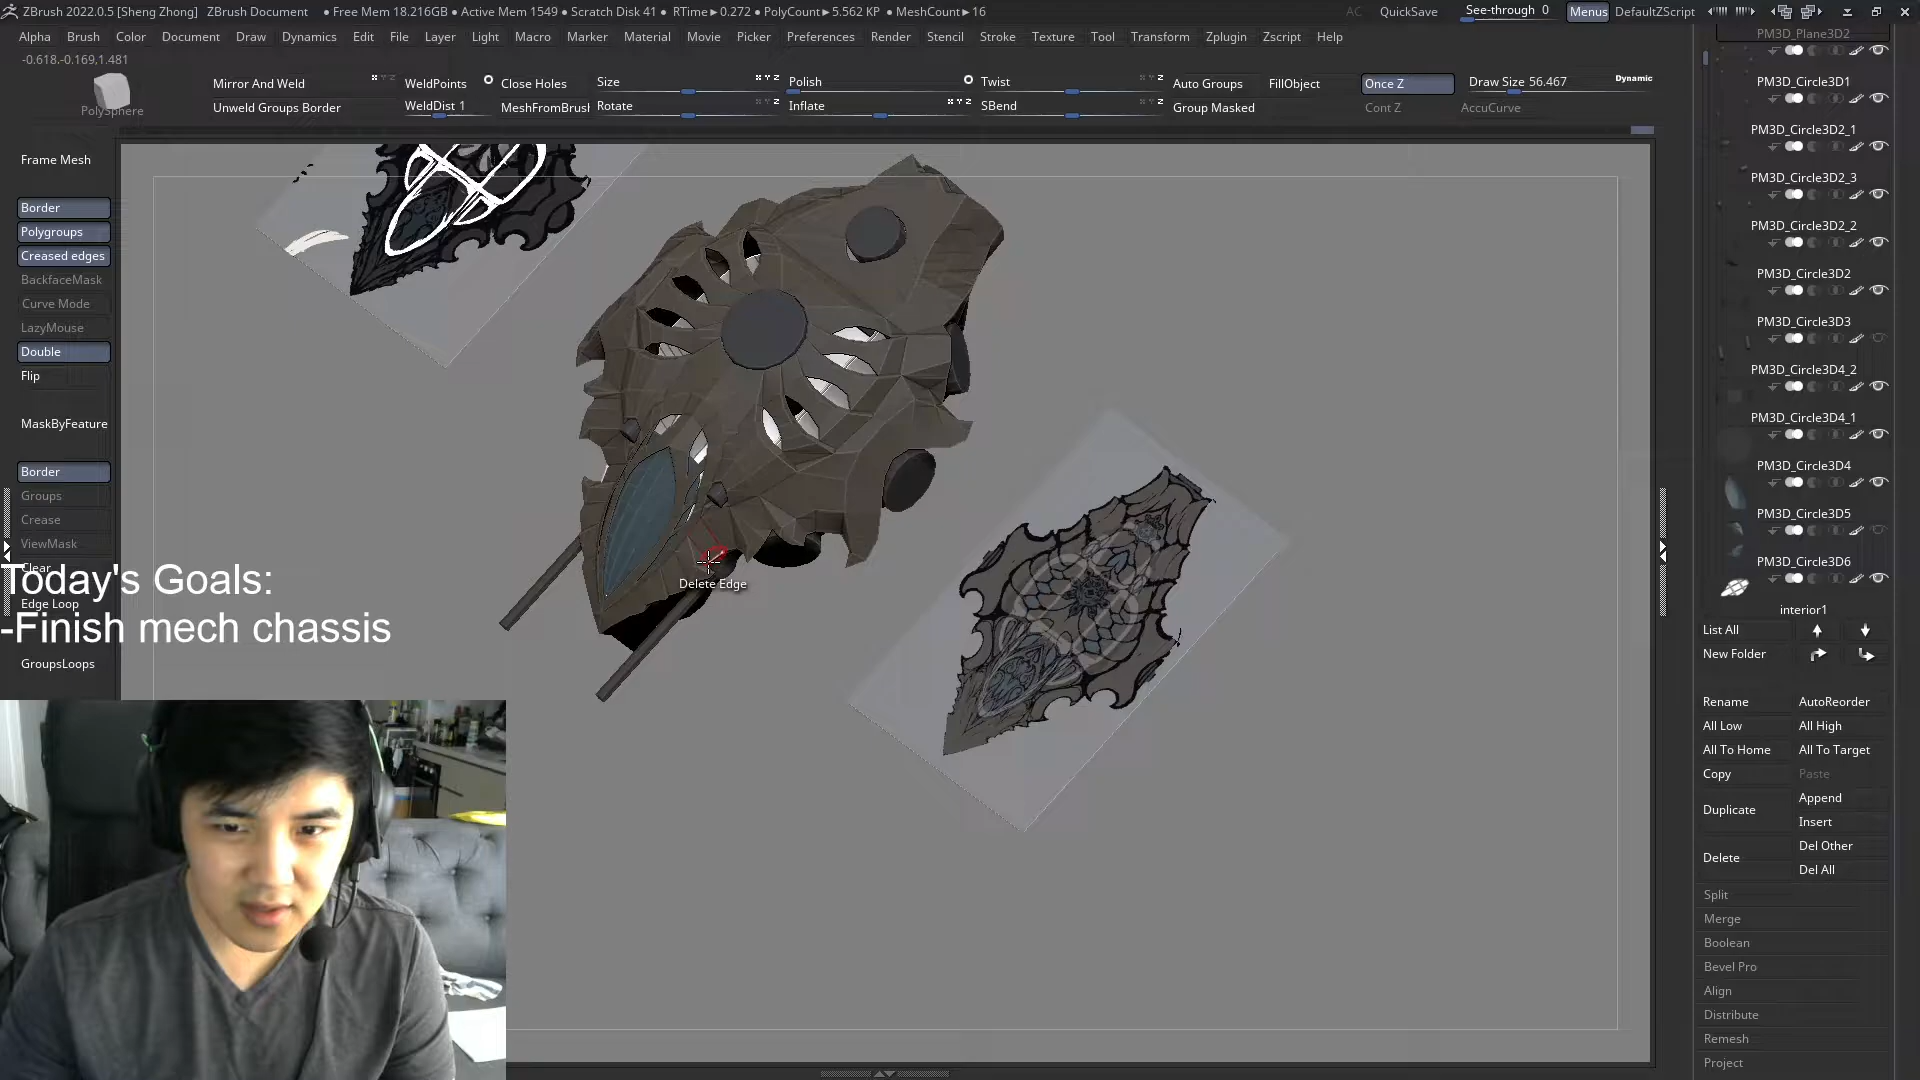 ZBrush 2022.0.5 [Sheng Zhong] ZBrush Document ● Free Mem 18.216GB ● Active Mem 1549 ● Scratch Disk 41 ● RTime►0.272 ● PolyCount►5.562 KP ● MeshCount►16 AC QuickSave See-through 0 Menus DefaultZScript
Alpha Brush Color Document Draw Dynamics Edit File Layer Light Macro Marker Material Movie Picker Preferences Render Stencil Stroke Texture Tool Transform Zplugin Zscript Help
-0.618,-0.169,1.481
PolySphere
Mirror And Weld WeldPoints Close Holes Size Polish Twist Auto Groups FillObject Once Z Draw Size 56.467 Dynamic
Unweld Groups Border WeldDist 1 MeshFromBrush Rotate Inflate SBend Group Masked Cont Z AccuCurve
Frame Mesh
Border
Polygroups
Creased edges
BackfaceMask
Curve Mode
LazyMouse
Double
Flip
MaskByFeature
Border
Groups
Crease
ViewMask
Clear
Edge Loop
GroupsLoops
Today's Goals:
-Finish mech chassis
Delete Edge
PM3D_Plane3D2
PM3D_Circle3D1
PM3D_Circle3D2_1
PM3D_Circle3D2_3
PM3D_Circle3D2_2
PM3D_Circle3D2
PM3D_Circle3D3
PM3D_Circle3D4_2
PM3D_Circle3D4_1
PM3D_Circle3D4
PM3D_Circle3D5
PM3D_Circle3D6
interior1
List All
New Folder
Rename AutoReorder
All Low All High
All To Home All To Target
Copy Paste
Duplicate Append
Insert
Delete Del Other
Del All
Split
Merge
Boolean
Bevel Pro
Align
Distribute
Remesh
Project